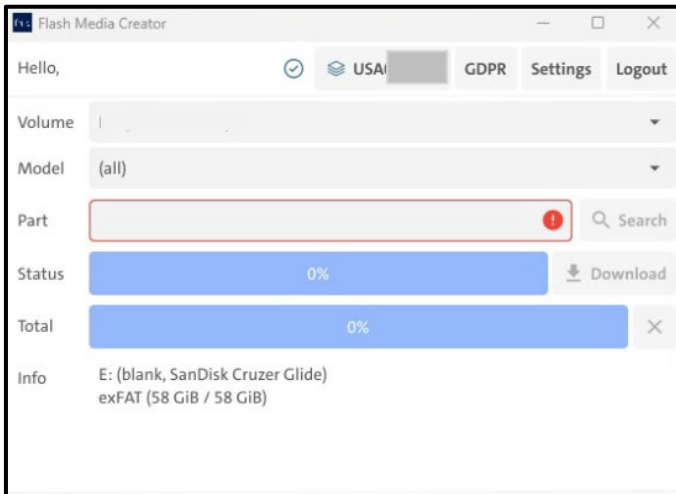 Flash Media Creator
Hello,
USA
GDPR
Settings
Logout
Volume
Model
(all)
Part
Search
Status
0%
Download
Total
0%
Info
E: (blank, SanDisk Cruzer Glide)
exFAT (58 GiB / 58 GiB)